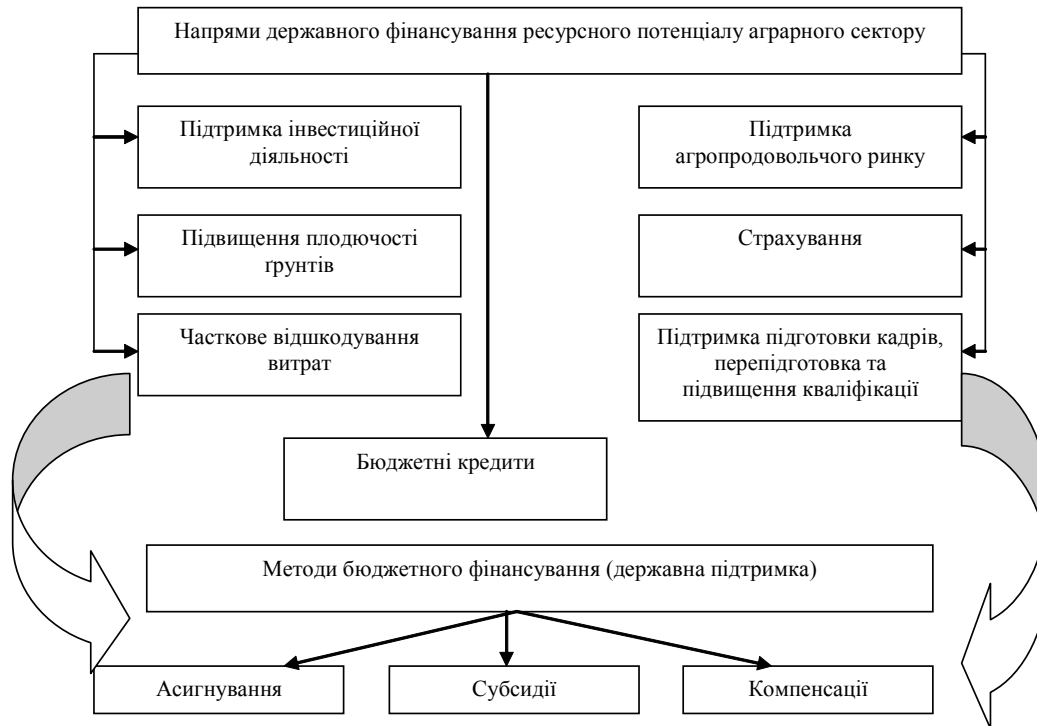 Напрями державного фінансування ресурсного потенціалу аграрного сектору
Підтримка інвестиційної
діяльності
Підтримка
агропродовольчого ринку
Підвищення плодючості
ґрунтів
Страхування
Часткове відшкодування
витрат
Підтримка підготовки кадрів,
перепідготовка та
підвищення кваліфікації
Бюджетні кредити
Методи бюджетного фінансування (державна підтримка)
Асигнування
Субсидії
Компенсації